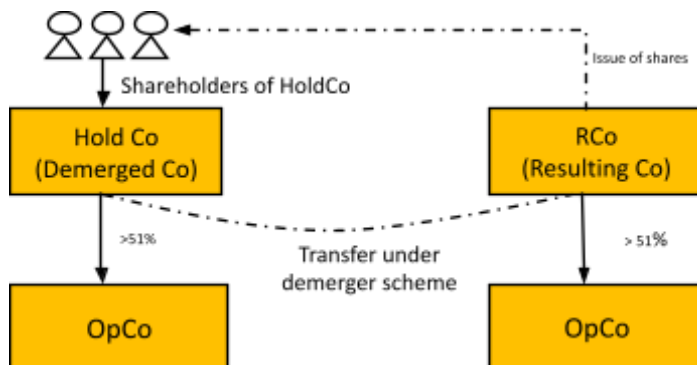 Issue of shares
Shareholders of HoldCo
Hold Co
(Demerged Co)
RCo
(Resulting Co)
>51%
> 51%
Transfer under
demerger scheme
OpCo
OpCo